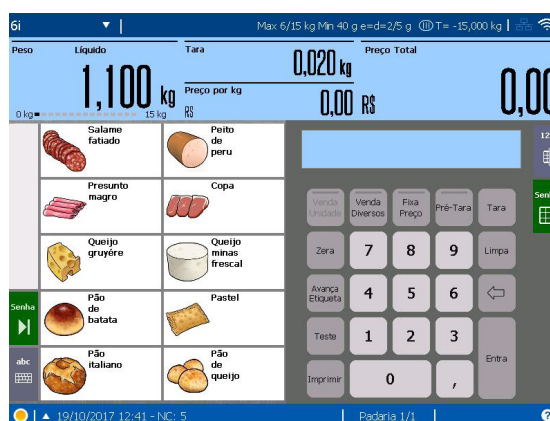 6i
Max 6/15 kg Min 40 g e=d=2/5 g Ⓘ T= -15,000 kg
Peso
Líquido
Tara
Preço Total
1,100 kg
0,020 kg
Preço por kg
R$
0,00 R$
0,00
0 kg
15 kg
Salame
fatiado
Peito
de
peru
Presunto
magro
Copa
Queijo
gruyére
Queijo
minas
frescal
Pão
de
batata
Pastel
Pão
italiano
Pão
de
queijo
Senha
abc
Venda
Unidade
Venda
Diversos
Fixa
Preço
Pré-Tara
Tara
Zera
7
8
9
Limpa
Avança
Etiqueta
4
5
6
Teste
1
2
3
Entra
Imprimir
0
,
12
Senh
19/10/2017 12:41 - NC: 5
Padaria 1/1
?